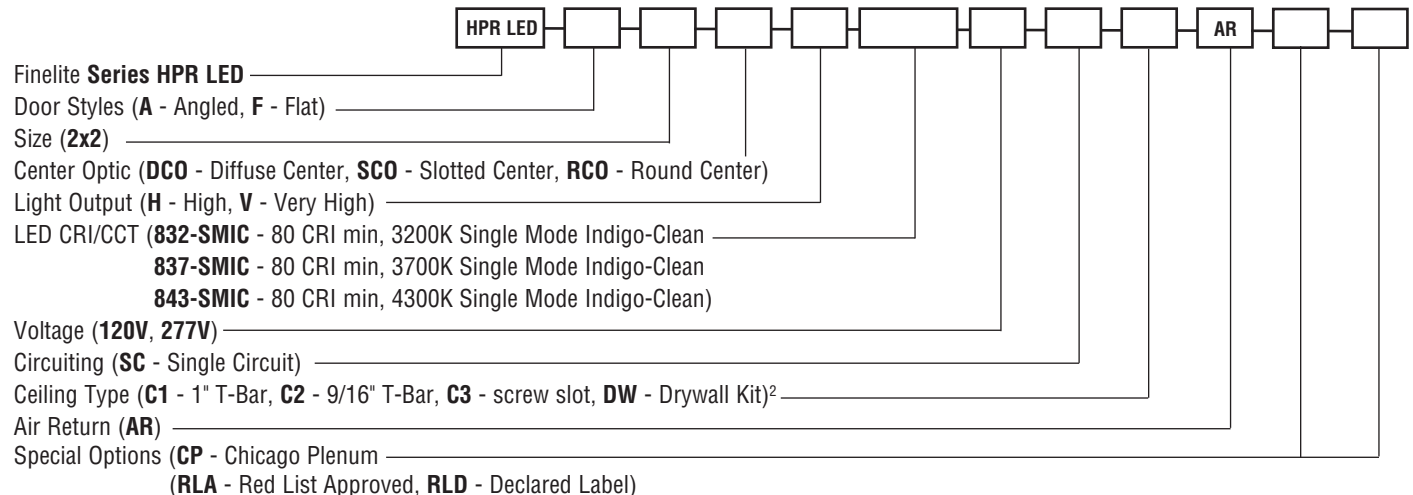 HPR LED
AR
Finelite Series HPR LED
Door Styles (A - Angled, F - Flat)
Size (2x2)
Center Optic (DCO - Diffuse Center, SCO - Slotted Center, RCO - Round Center)
Light Output (H - High, V - Very High)
LED CRI/CCT (832-SMIC - 80 CRI min, 3200K Single Mode Indigo-Clean
837-SMIC - 80 CRI min, 3700K Single Mode Indigo-Clean
843-SMIC - 80 CRI min, 4300K Single Mode Indigo-Clean)
Voltage (120V, 277V)
Circuiting (SC - Single Circuit)
Ceiling Type (C1 - 1" T-Bar, C2 - 9/16" T-Bar, C3 - screw slot, DW - Drywall Kit)²
Air Return (AR)
Special Options (CP - Chicago Plenum
(RLA - Red List Approved, RLD - Declared Label)